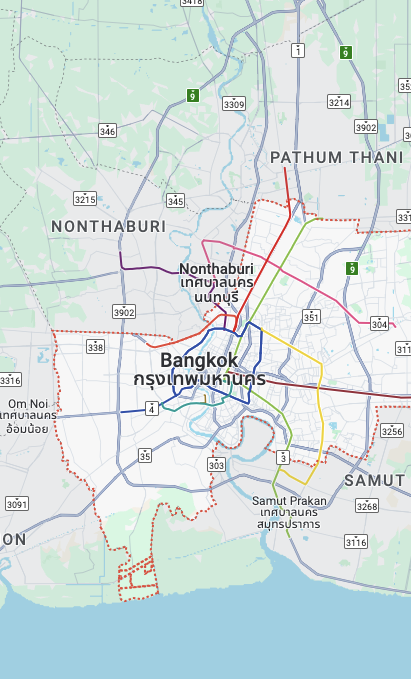 3418
1
9
9
3309
3214
35
3902
346
PATHUM THANI
3215
345
NONTHABURI
331
Nonthaburi
เทศบาลนคร
นนทบุรี
9
3902
351
304
338
311
Bangkok
กรุงเทพมหานคร
3316
Om Noi
เทศบาลนคร
อ้อมน้อย
4
3256
35
303
3
SAMUT
3091
Samut Prakan
เทศบาลนคร
สมุทรปราการ
3268
ON
3116